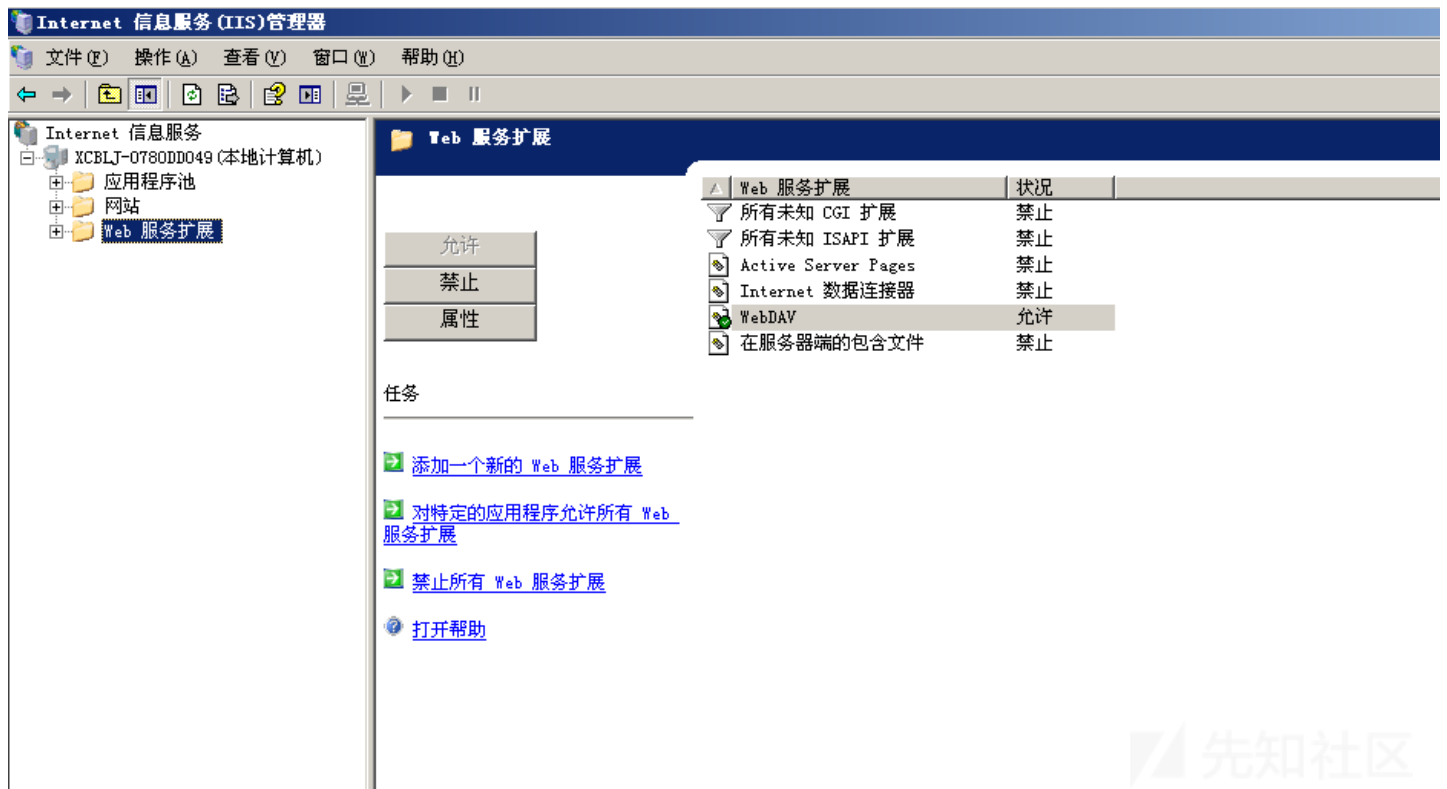 Internet 信息服务(IIS)管理器
文件(F) 操作(A) 查看(V) 窗口(W) 帮助(H)
Internet 信息服务
XCBLJ-0780DD049(本地计算机)
应用程序池
网站
Web 服务扩展
Web 服务扩展
允许
禁止
属性
任务
添加一个新的 Web 服务扩展
对特定的应用程序允许所有 Web
服务扩展
禁止所有 Web 服务扩展
打开帮助
Web 服务扩展 状况
所有未知 CGI 扩展 禁止
所有未知 ISAPI 扩展 禁止
Active Server Pages 禁止
Internet 数据连接器 禁止
WebDAV 允许
在服务器端的包含文件 禁止
先知社区